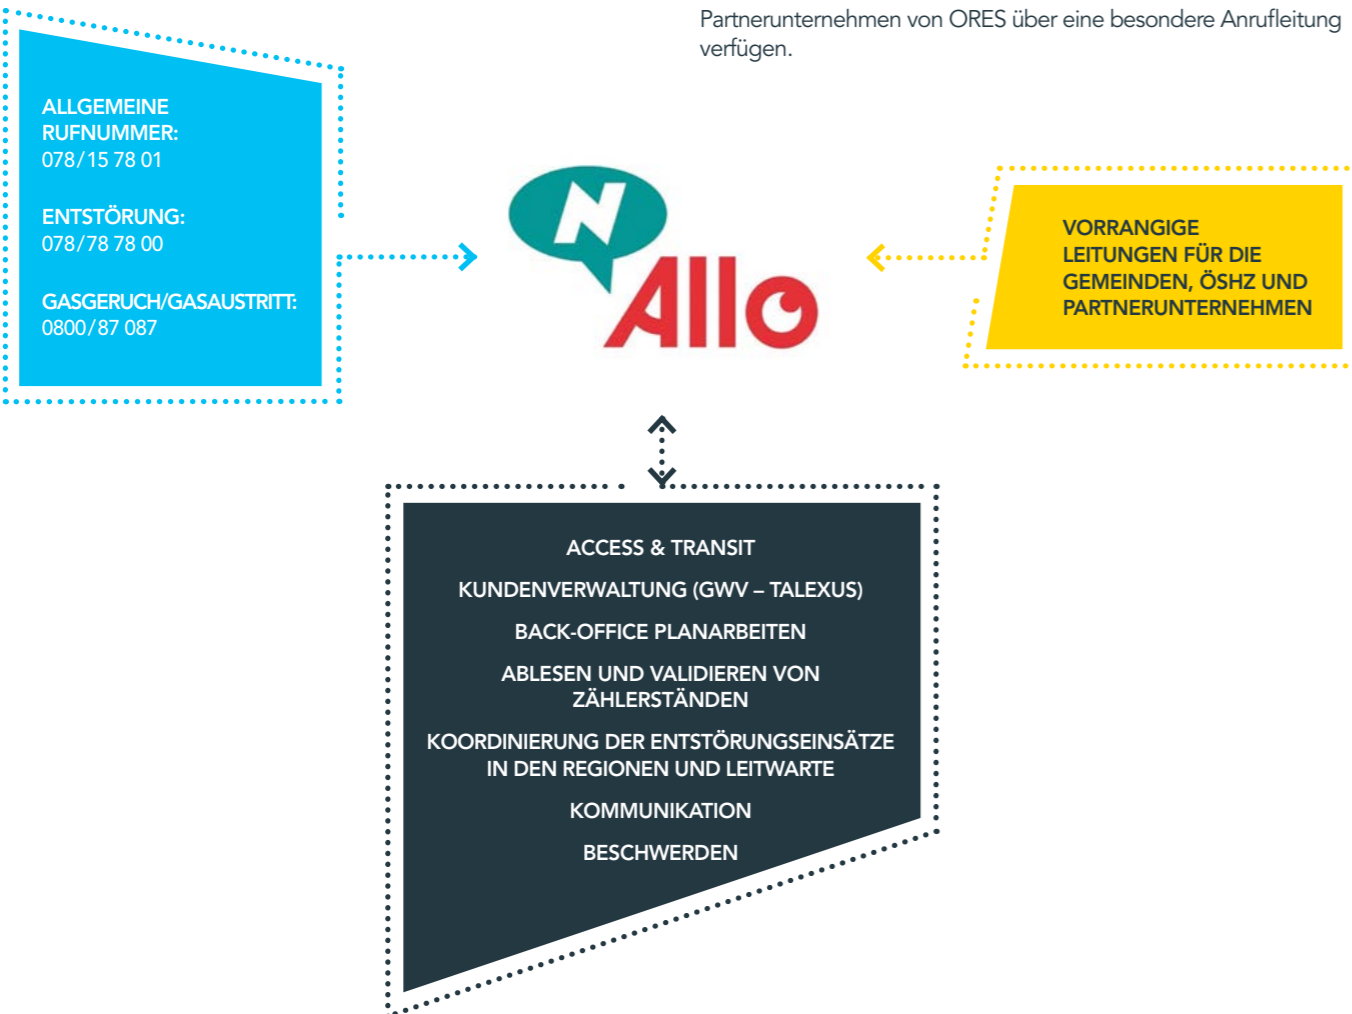 Partnerunternehmen von ORES über eine besondere Anrufleitung
verfügen.
ALLGEMEINE
RUFNUMMER:
078/15 78 01
ENTSTÖRUNG:
078/78 78 00
GASGERUCH/GASAUSTRITT:
0800/87 087
N
Allo
VORRANGIGE
LEITUNGEN FÜR DIE
GEMEINDEN, ÖSHZ UND
PARTNERUNTERNEHMEN
ACCESS & TRANSIT
KUNDENVERWALTUNG (GWV – TALEXUS)
BACK-OFFICE PLANARBEITEN
ABLESEN UND VALIDIEREN VON
ZÄHLERSTÄNDEN
KOORDINIERUNG DER ENTSTÖRUNGSEINSÄTZE
IN DEN REGIONEN UND LEITWARTE
KOMMUNIKATION
BESCHWERDEN